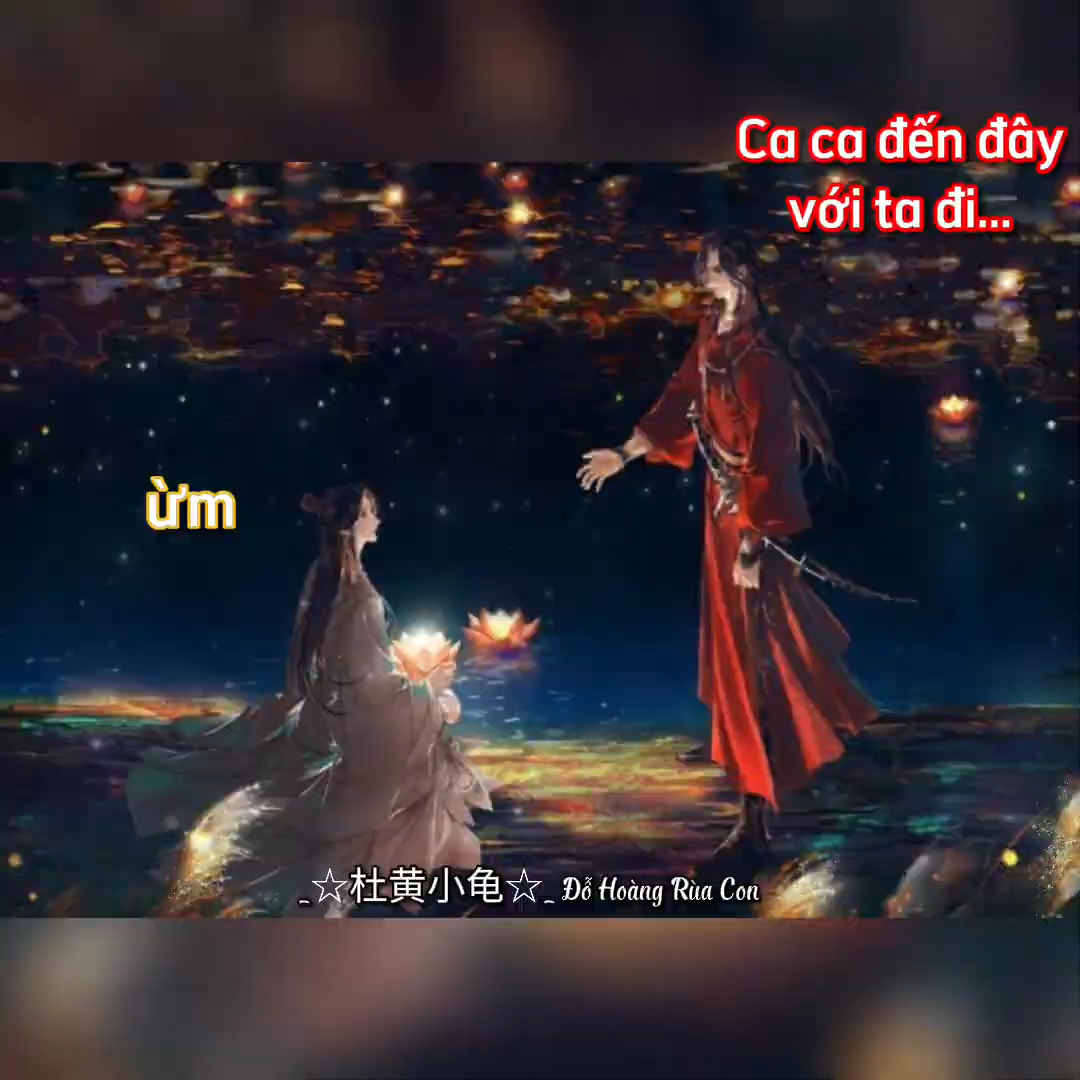 Ca ca đến đây
với ta đi...
ừm
_☆杜黄小龟☆_ Đỗ Hoàng Rùa Con